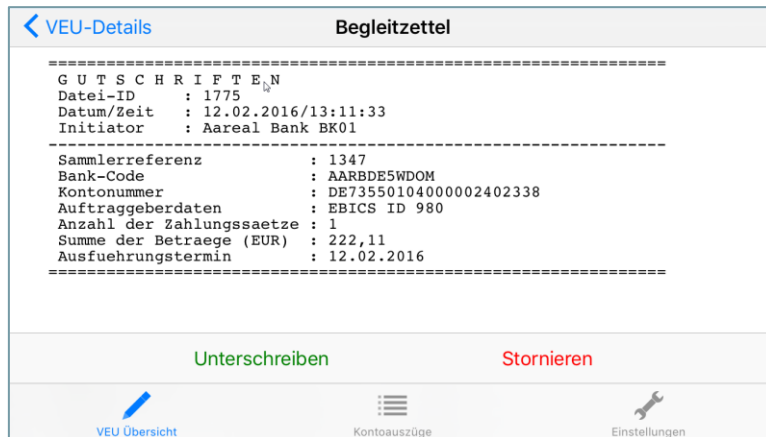 VEU-Details
Begleitzettel
================================================================
G U T S C H R I F T E N
Datei-ID : 1775
Datum/Zeit : 12.02.2016/13:11:33
Initiator : Aareal Bank BK01
----------------------------------------------------------------
Sammlerreferenz : 1347
Bank-Code : AARBDE5WDOM
Kontonummer : DE73550104000002402338
Auftraggeberdaten : EBICS ID 980
Anzahl der Zahlungssaetze : 1
Summe der Betraege (EUR) : 222,11
Ausfuehrungstermin : 12.02.2016
================================================================
Unterschreiben
Stornieren
VEU Übersicht
Kontoauszüge
Einstellungen